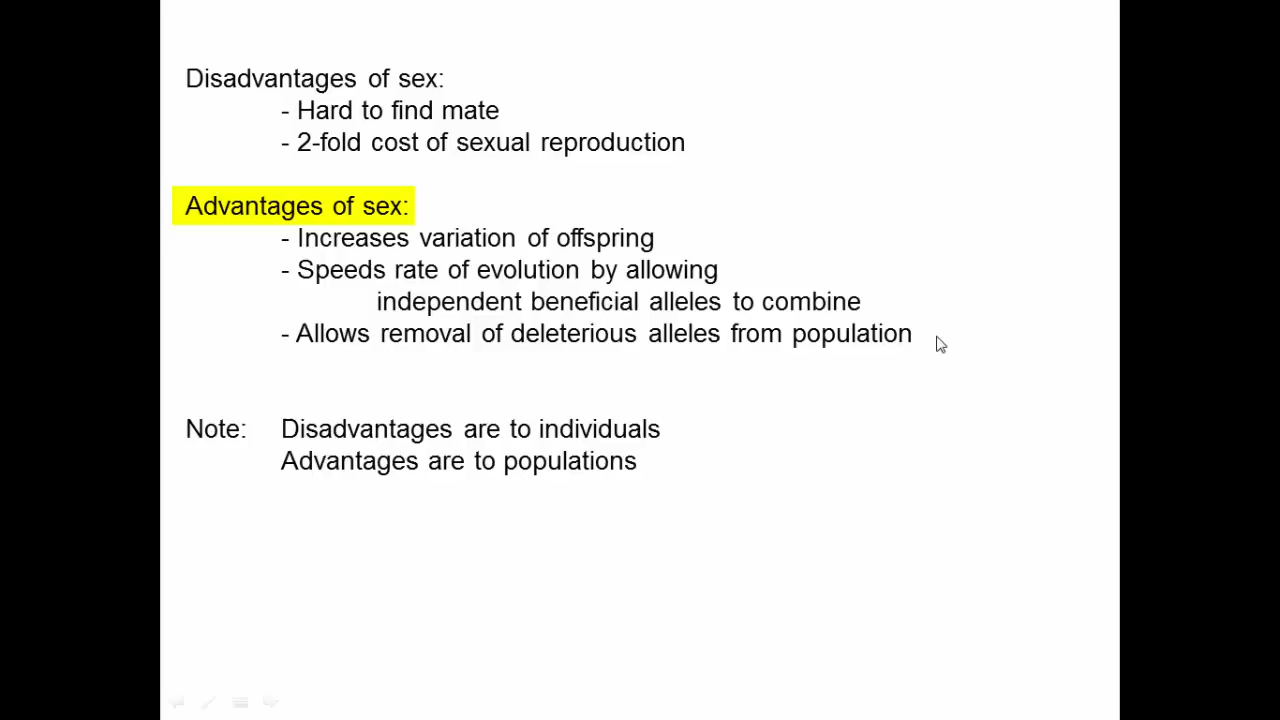 Disadvantages of sex:
- Hard to find mate
- 2-fold cost of sexual reproduction
Advantages of sex:
- Increases variation of offspring
- Speeds rate of evolution by allowing
independent beneficial alleles to combine
- Allows removal of deleterious alleles from population
Note: Disadvantages are to individuals
Advantages are to populations